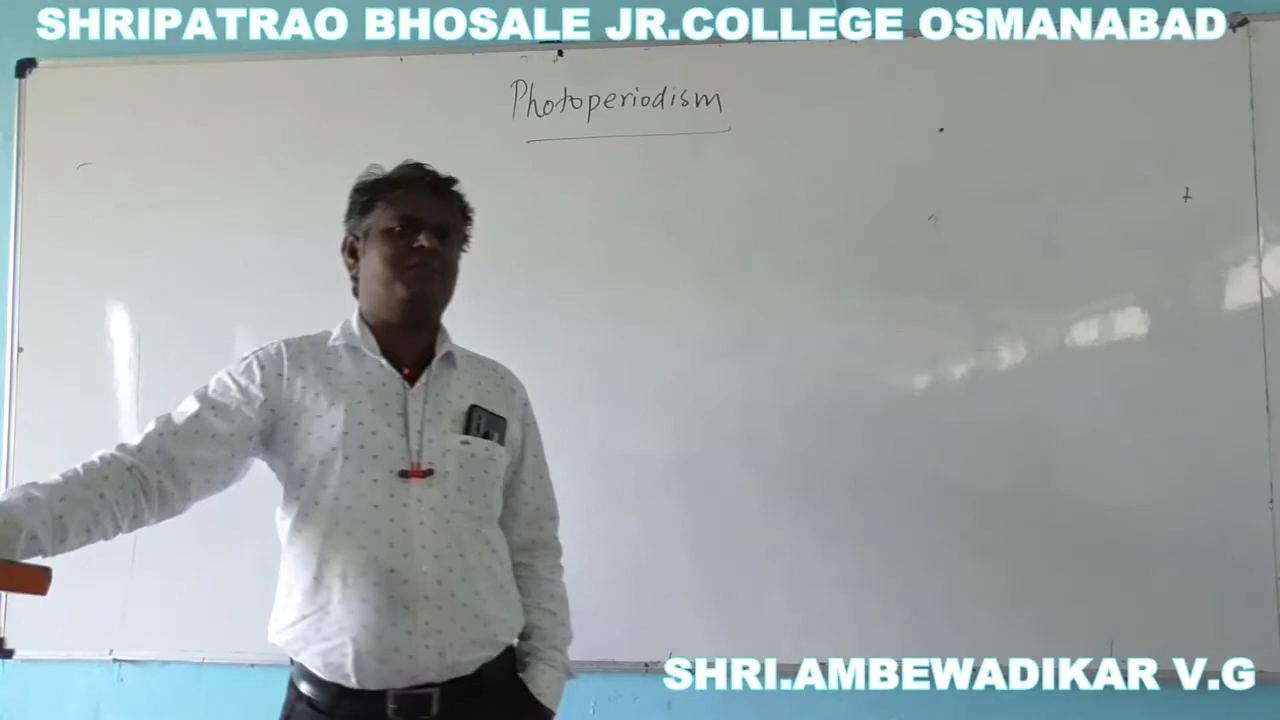 SHRIPATRAO BHOSALE JR.COLLEGE OSMANABAD
Photoperiodism
SHRI.AMBEWADIKAR V.G